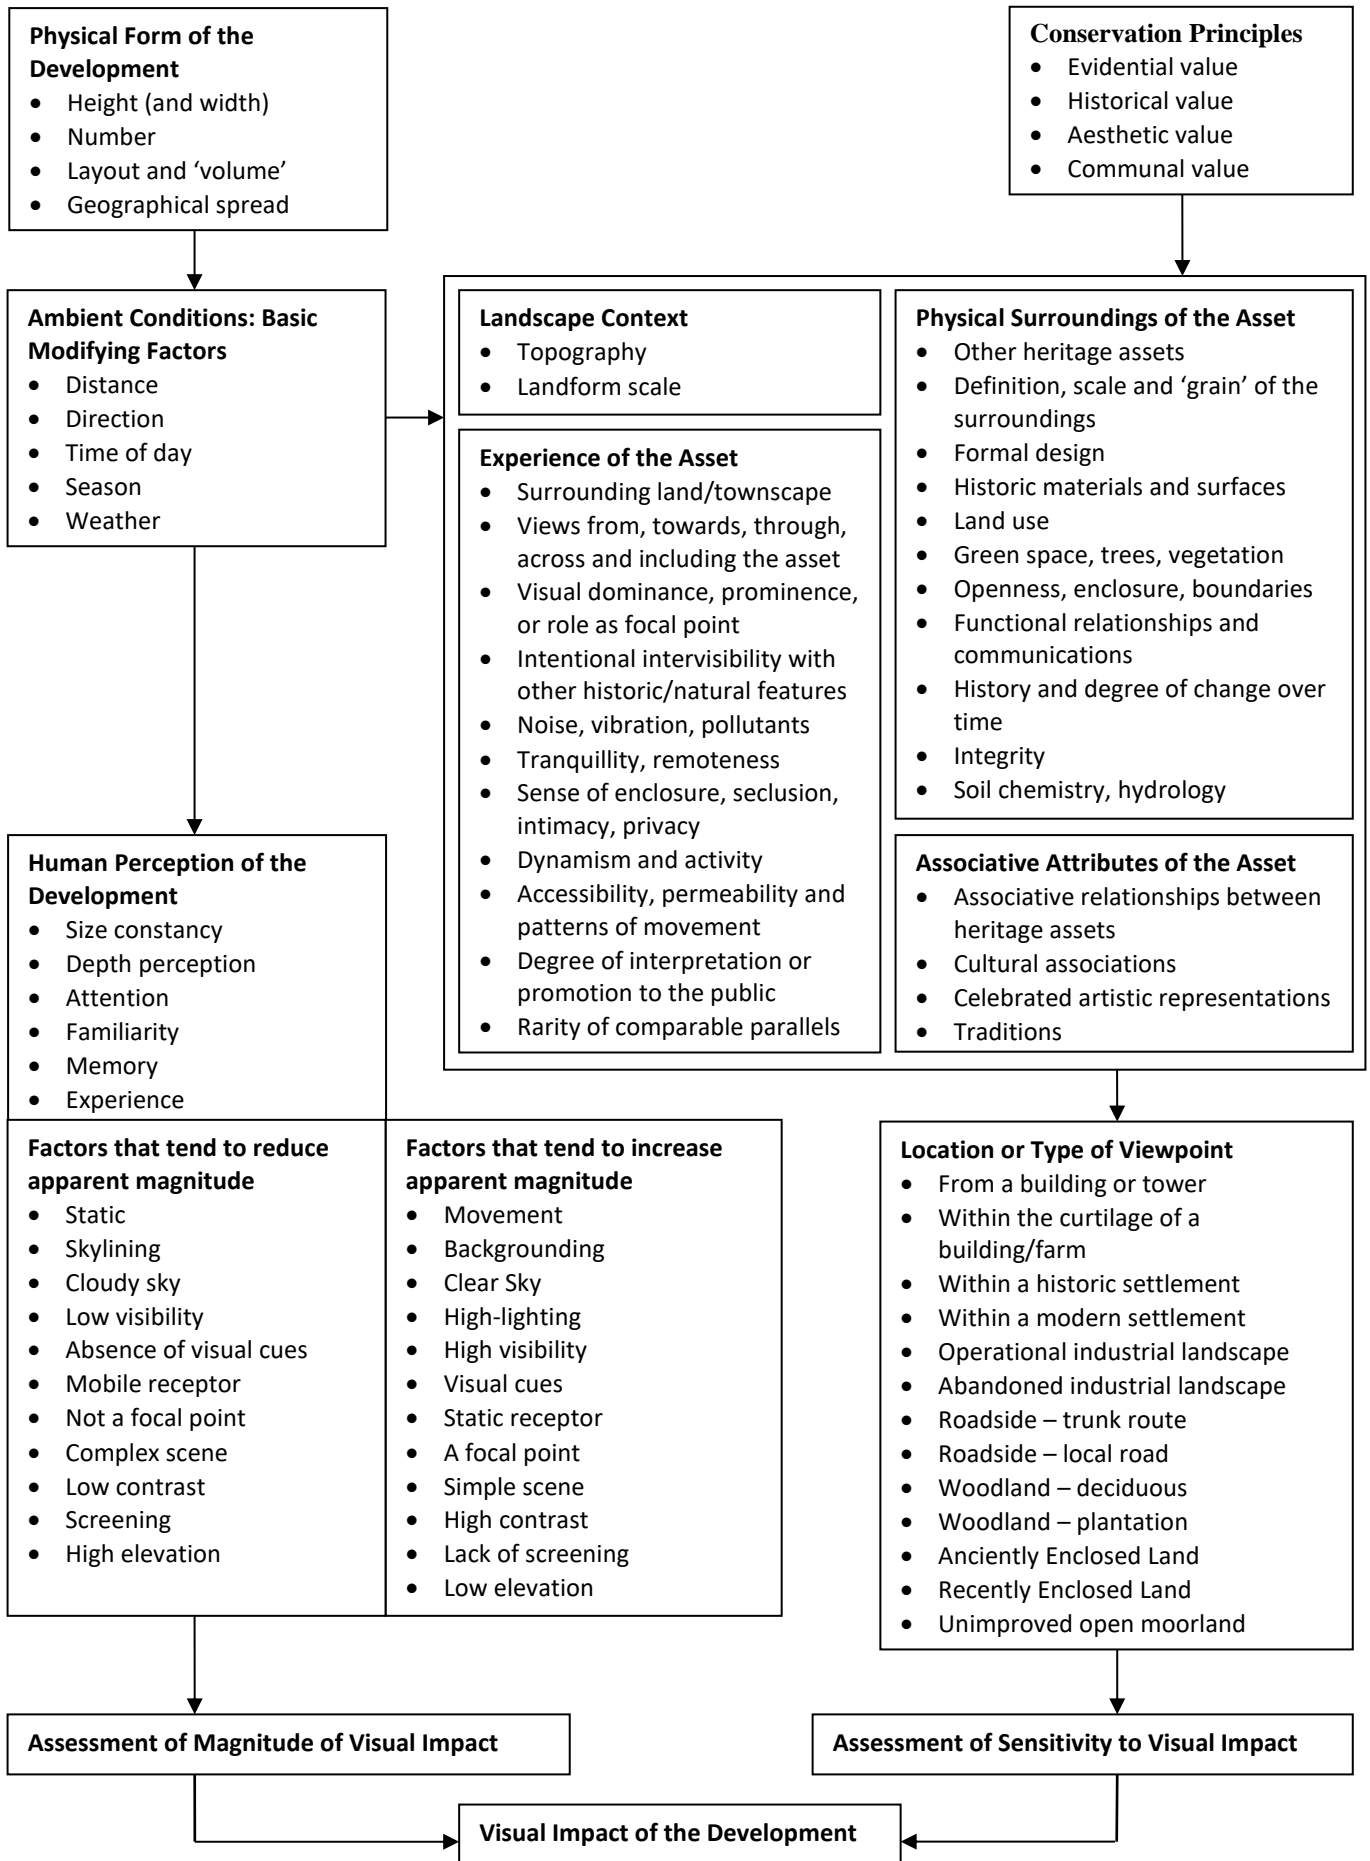 Physical Form of the
Development
• Height (and width)
• Number
• Layout and ‘volume’
• Geographical spread
Conservation Principles
• Evidential value
• Historical value
• Aesthetic value
• Communal value
Ambient Conditions: Basic
Modifying Factors
• Distance
• Direction
• Time of day
• Season
• Weather
Landscape Context
• Topography
• Landform scale
Experience of the Asset
• Surrounding land/townscape
• Views from, towards, through,
across and including the asset
• Visual dominance, prominence,
or role as focal point
• Intentional intervisibility with
other historic/natural features
• Noise, vibration, pollutants
• Tranquillity, remoteness
• Sense of enclosure, seclusion,
intimacy, privacy
• Dynamism and activity
• Accessibility, permeability and
patterns of movement
• Degree of interpretation or
promotion to the public
• Rarity of comparable parallels
Physical Surroundings of the Asset
• Other heritage assets
• Definition, scale and ‘grain’ of the
surroundings
• Formal design
• Historic materials and surfaces
• Land use
• Green space, trees, vegetation
• Openness, enclosure, boundaries
• Functional relationships and
communications
• History and degree of change over
time
• Integrity
• Soil chemistry, hydrology
Associative Attributes of the Asset
• Associative relationships between
heritage assets
• Cultural associations
• Celebrated artistic representations
• Traditions
Human Perception of the
Development
• Size constancy
• Depth perception
• Attention
• Familiarity
• Memory
• Experience
Factors that tend to reduce
apparent magnitude
• Static
• Skylining
• Cloudy sky
• Low visibility
• Absence of visual cues
• Mobile receptor
• Not a focal point
• Complex scene
• Low contrast
• Screening
• High elevation
Factors that tend to increase
apparent magnitude
• Movement
• Backgrounding
• Clear Sky
• High-lighting
• High visibility
• Visual cues
• Static receptor
• A focal point
• Simple scene
• High contrast
• Lack of screening
• Low elevation
Location or Type of Viewpoint
• From a building or tower
• Within the curtilage of a
building/farm
• Within a historic settlement
• Within a modern settlement
• Operational industrial landscape
• Abandoned industrial landscape
• Roadside – trunk route
• Roadside – local road
• Woodland – deciduous
• Woodland – plantation
• Anciently Enclosed Land
• Recently Enclosed Land
• Unimproved open moorland
Assessment of Magnitude of Visual Impact
Assessment of Sensitivity to Visual Impact
Visual Impact of the Development